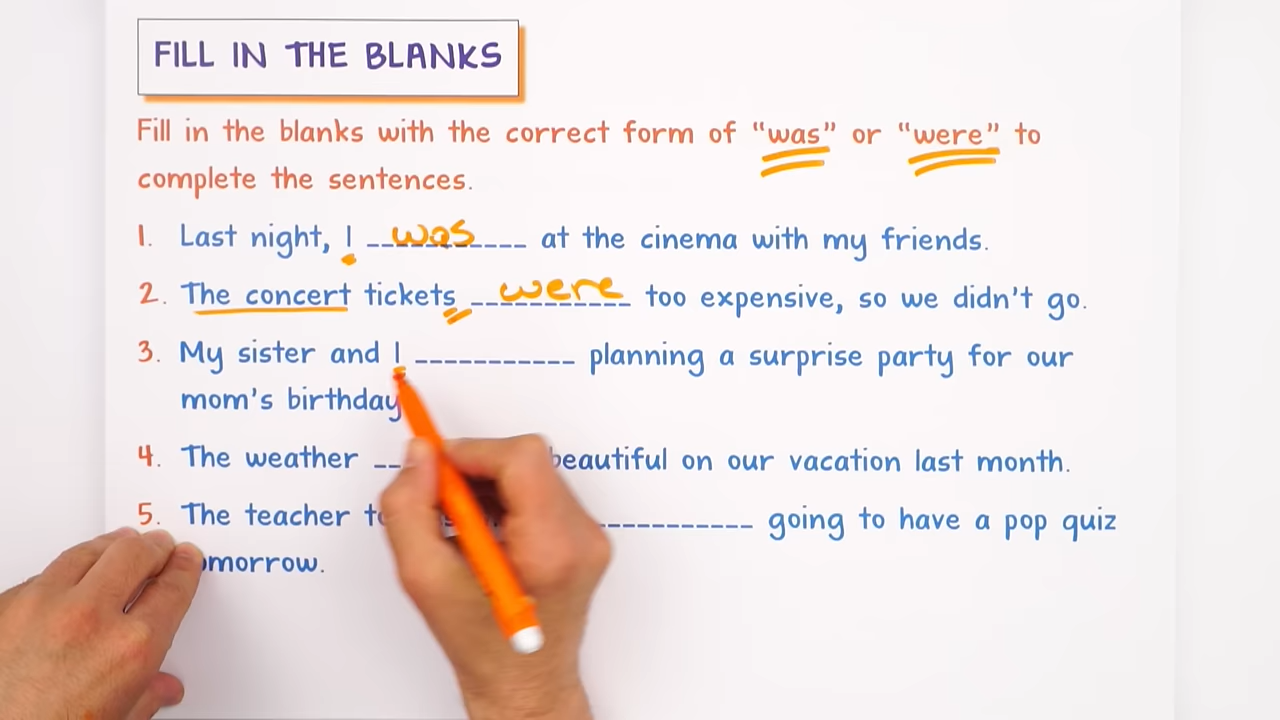 FILL IN THE BLANKS
Fill in the blanks with the correct form of "was" or "were" to
complete the sentences.
1. Last night, I was at the cinema with my friends.
2. The concert tickets were too expensive, so we didn't go.
3. My sister and I ___________ planning a surprise party for our
mom's birthday
4. The weather __ beautiful on our vacation last month.
5. The teacher ___________ going to have a pop quiz